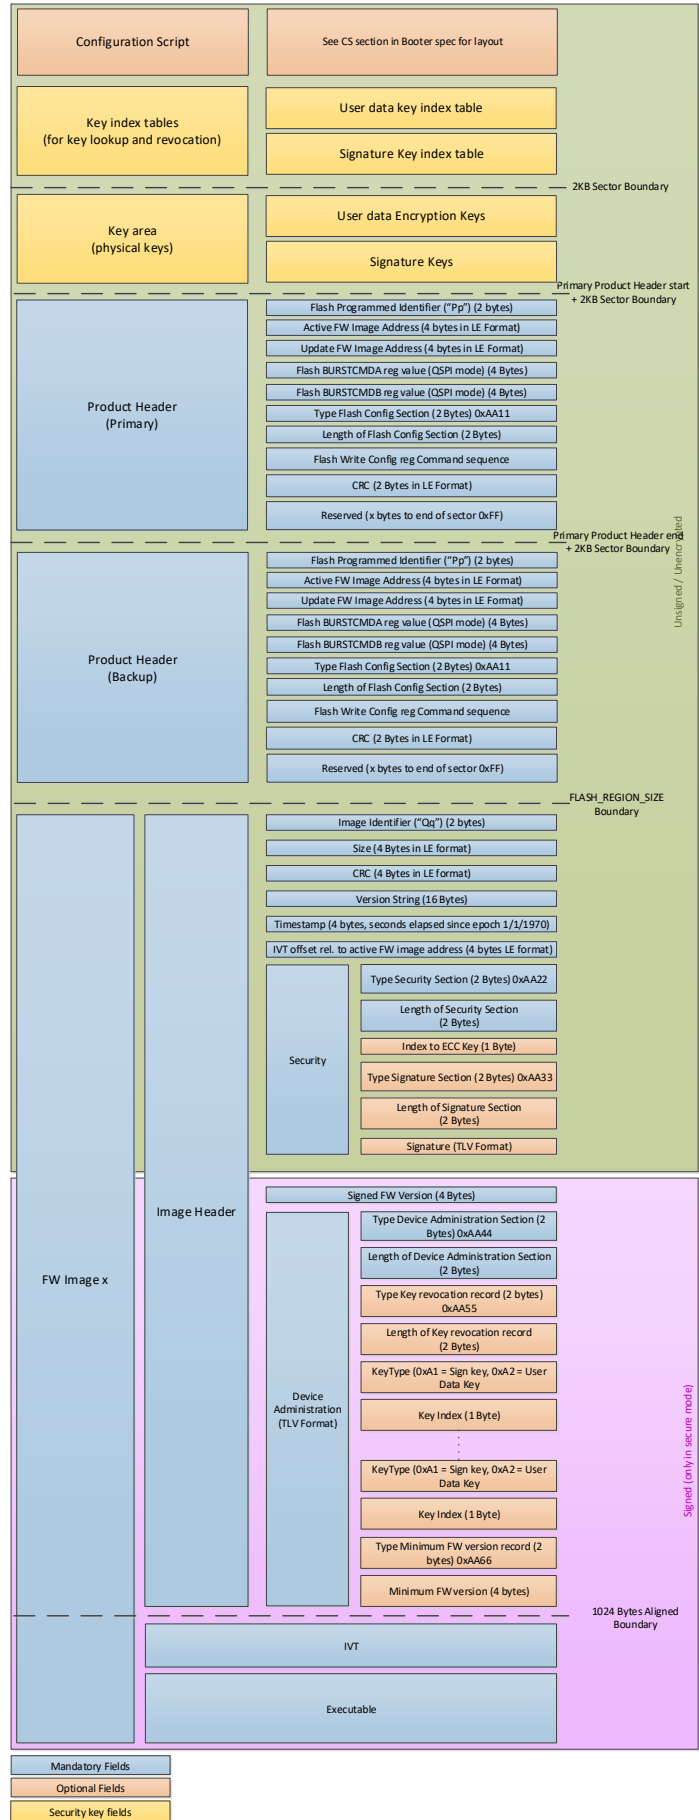 Configuration Script
See CS section in Booter spec for layout
Key index tables
(for key lookup and revocation)
User data key index table
Signature Key index table
2KB Sector Boundary
Key area
(physical keys)
User data Encryption Keys
Signature Keys
Primary Product Header start
+ 2KB Sector Boundary
Product Header
(Primary)
Flash Programmed Identifier (“Pp”) (2 bytes)
Active FW Image Address (4 bytes in LE Format)
Update FW Image Address (4 bytes in LE Format)
Flash BURSTCMDA reg value (QSPI mode) (4 Bytes)
Flash BURSTCMDB reg value (QSPI mode) (4 Bytes)
Type Flash Config Section (2 Bytes) 0xAA11
Length of Flash Config Section (2 Bytes)
Flash Write Config reg Command sequence
CRC (2 Bytes in LE Format)
Reserved (x bytes to end of sector 0xFF)
Primary Product Header end
+ 2KB Sector Boundary
Unsigned / Unencrypted
Product Header
(Backup)
Flash Programmed Identifier (“Pp”) (2 bytes)
Active FW Image Address (4 bytes in LE Format)
Update FW Image Address (4 bytes in LE Format)
Flash BURSTCMDA reg value (QSPI mode) (4 Bytes)
Flash BURSTCMDB reg value (QSPI mode) (4 Bytes)
Type Flash Config Section (2 Bytes) 0xAA11
Length of Flash Config Section (2 Bytes)
Flash Write Config reg Command sequence
CRC (2 Bytes in LE Format)
Reserved (x bytes to end of sector 0xFF)
FLASH_REGION_SIZE
Boundary
FW Image x
Image Header
Image Identifier (“Qq”) (2 bytes)
Size (4 Bytes in LE format)
CRC (4 Bytes in LE format)
Version String (16 Bytes)
Timestamp (4 bytes, seconds elapsed since epoch 1/1/1970)
IVT offset rel. to active FW image address (4 bytes LE format)
Security
Type Security Section (2 Bytes) 0xAA22
Length of Security Section
(2 Bytes)
Index to ECC Key (1 Byte)
Type Signature Section (2 Bytes) 0xAA33
Length of Signature Section
(2 Bytes)
Signature (TLV Format)
Signed FW Version (4 Bytes)
Device
Administration
(TLV Format)
Type Device Administration Section (2
Bytes) 0xAA44
Length of Device Administration Section
(2 Bytes)
Type Key revocation record (2 bytes)
0xAA55
Length of Key revocation record
(2 Bytes)
KeyType (0xA1 = Sign key, 0xA2 = User
Data Key
Key Index (1 Byte)
KeyType (0xA1 = Sign key, 0xA2 = User
Data Key
Key Index (1 Byte)
Type Minimum FW version record (2
bytes) 0xAA66
Minimum FW version (4 bytes)
Signed (only in secure mode)
1024 Bytes Aligned
Boundary
IVT
Executable
Mandatory Fields
Optional Fields
Security key fields